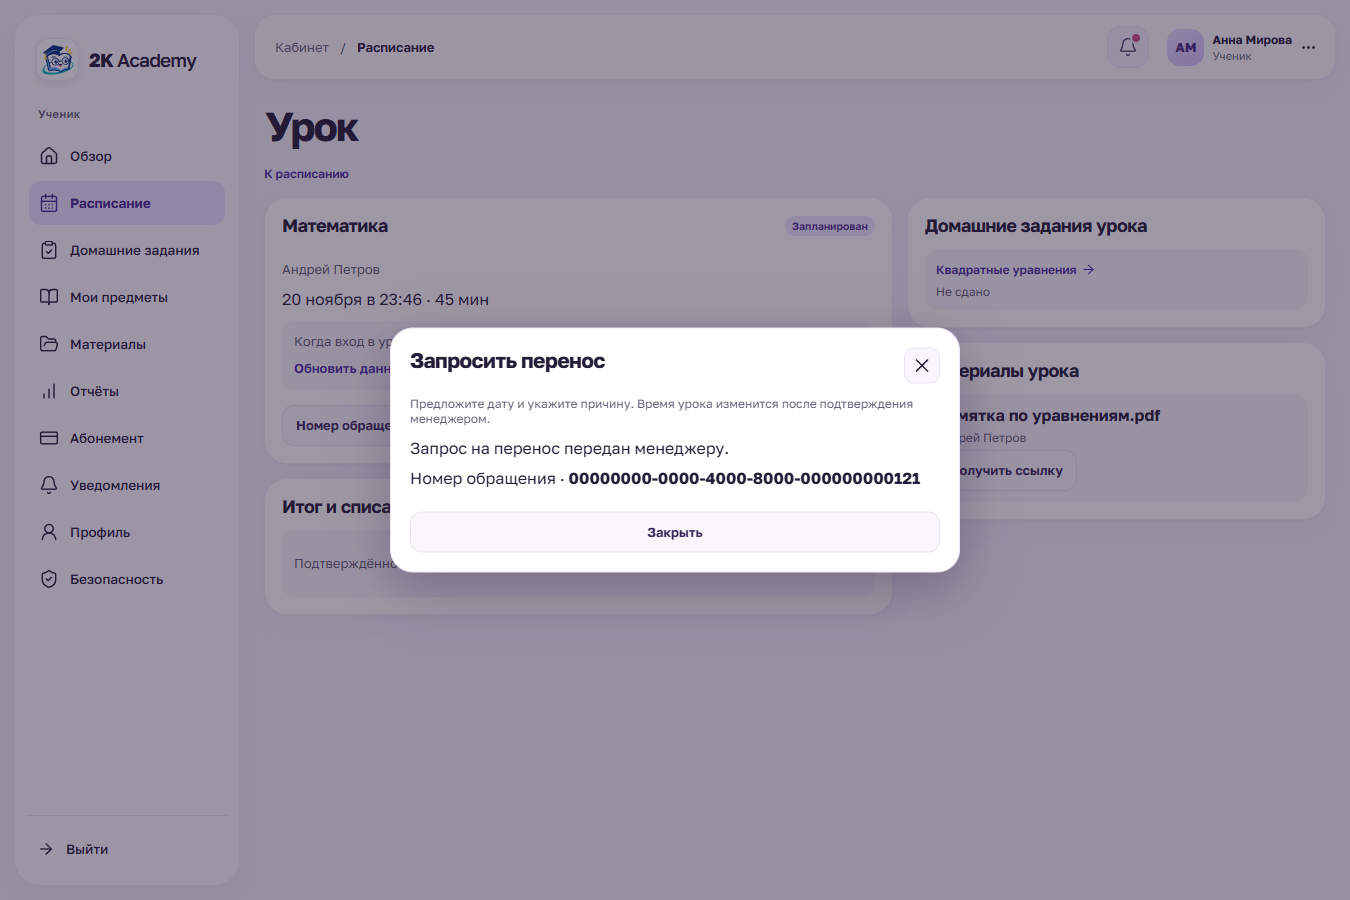 2K Academy
Ученик
Обзор
Расписание
Домашние задания
Мои предметы
Материалы
Отчёты
Абонемент
Уведомления
Профиль
Безопасность
Выйти
Кабинет / Расписание
АМ
Анна Мирова
Ученик
Урок
К расписанию
Математика
Запланирован
Андрей Петров
20 ноября в 23:46 · 45 мин
Когда вход в ур
Обновить данн
Номер обраще
Итог и списа
Подтверждённо
Домашние задания урока
Квадратные уравнения
Не сдано
ериалы урока
мятка по уравнениям.pdf
рей Петров
олучить ссылку
Запросить перенос
Предложите дату и укажите причину. Время урока изменится после подтверждения
менеджером.
Запрос на перенос передан менеджеру.
Номер обращения · 00000000-0000-4000-8000-000000000121
Закрыть